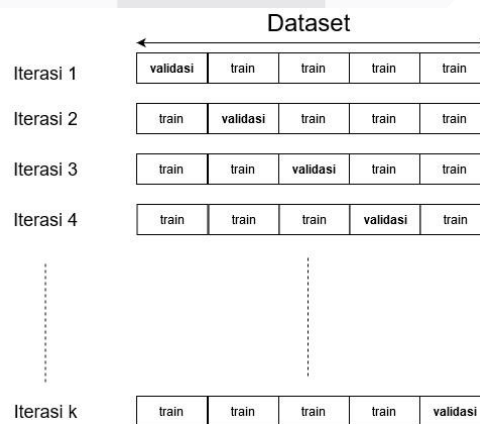 Dataset
Iterasi 1 validasi train train train train
Iterasi 2 train validasi train train train
Iterasi 3 train train validasi train train
Iterasi 4 train train train validasi train
Iterasi k train train train train validasi